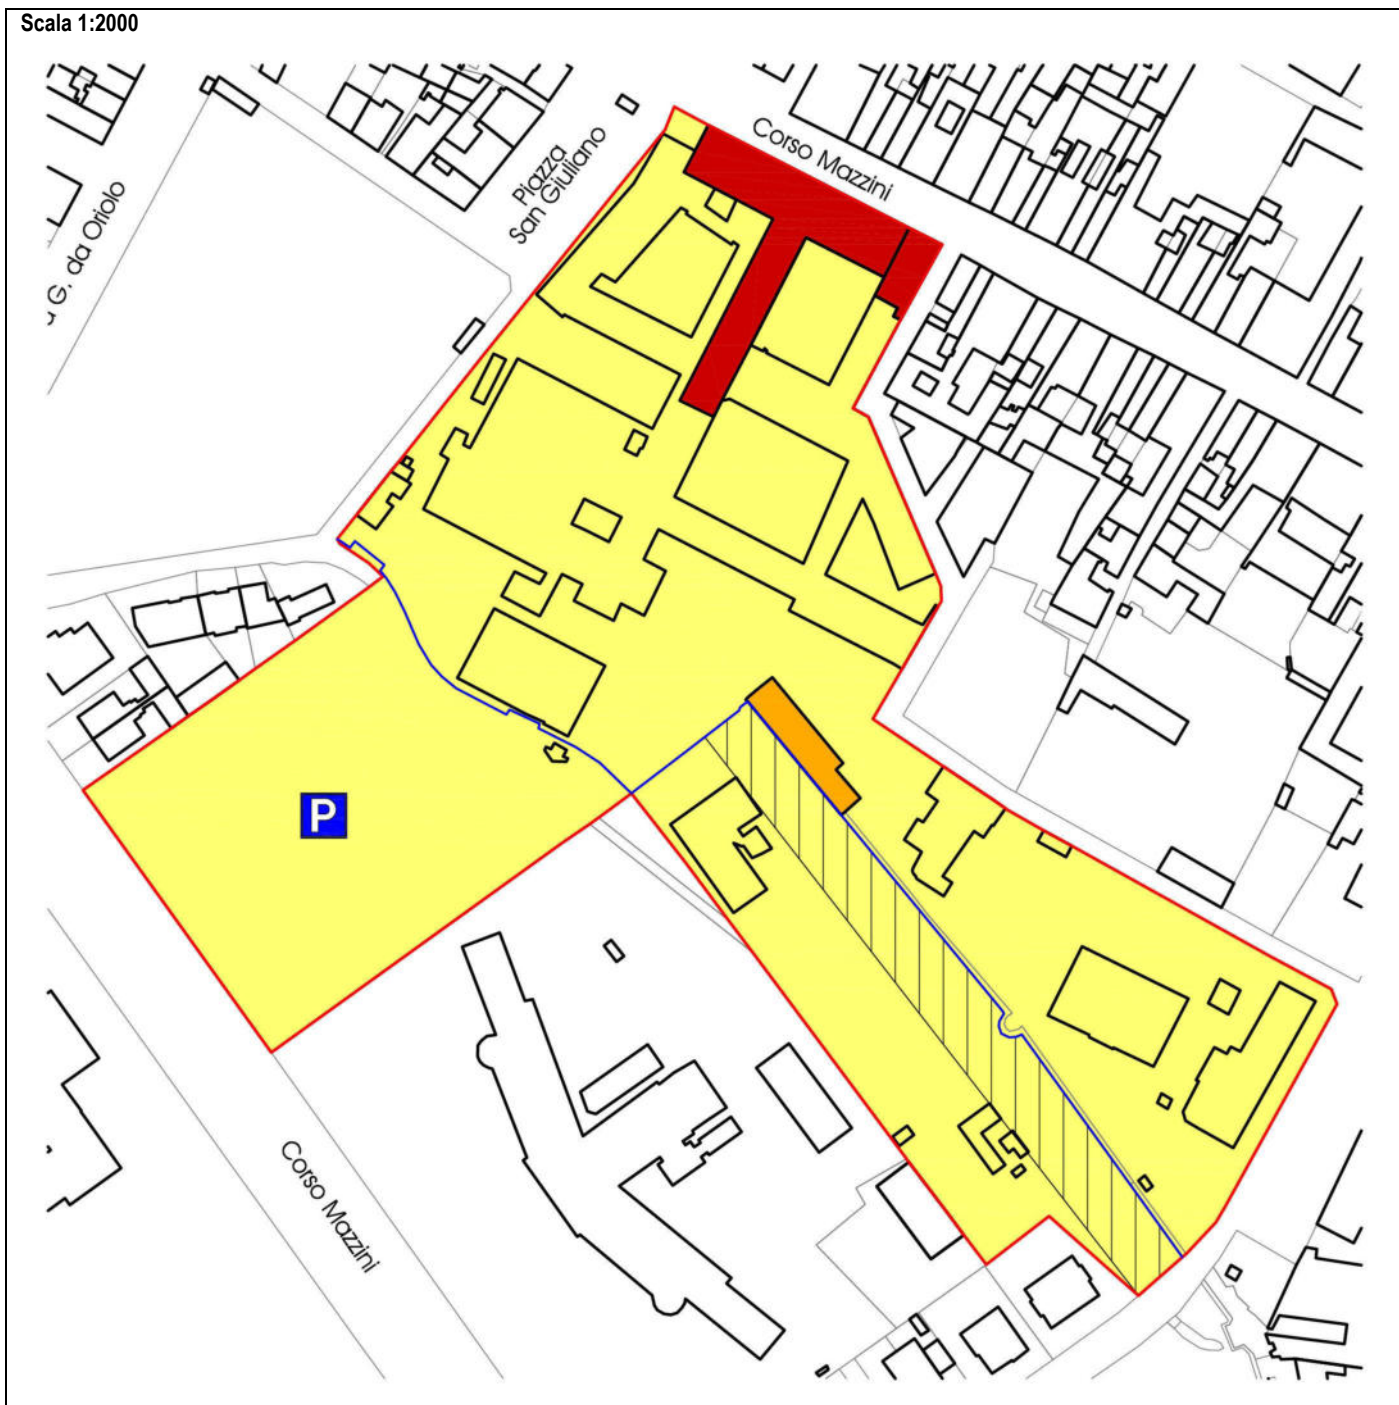 Scala 1:2000
Corso Mazzini
Piazza
San Giuliano
G. da Oriolo
P
Corso Mazzini